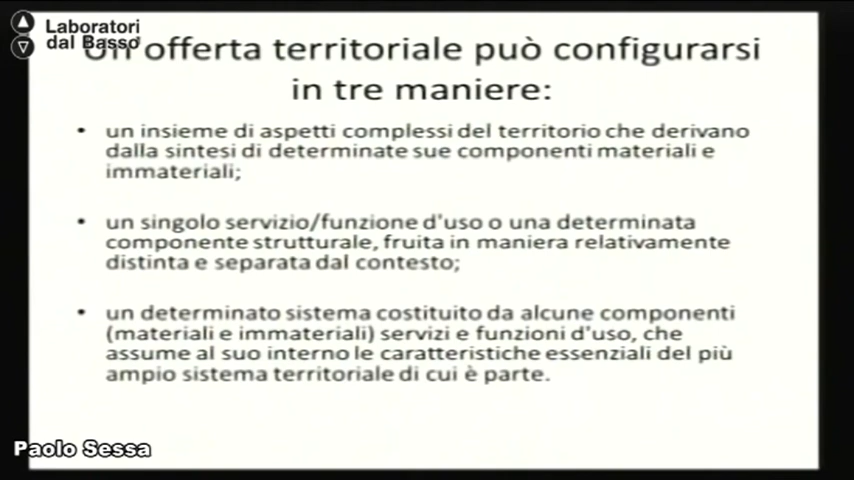 Laboratori
dal Basso
Un'offerta territoriale può configurarsi
in tre maniere:
• un insieme di aspetti complessi del territorio che derivano
dalla sintesi di determinate sue componenti materiali e
immateriali;
• un singolo servizio/funzione d'uso o una determinata
componente strutturale, fruita in maniera relativamente
distinta e separata dal contesto;
• un determinato sistema costituito da alcune componenti
(materiali e immateriali) servizi e funzioni d'uso, che
assume al suo interno le caratteristiche essenziali del più
ampio sistema territoriale di cui è parte.
Paolo Sessa